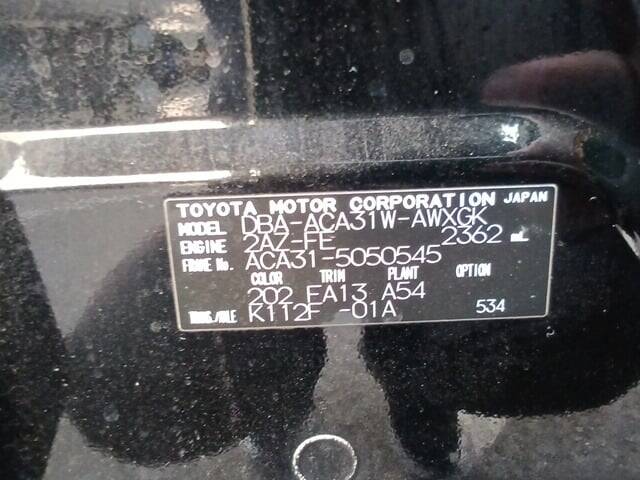 TOYOTA MOTOR CORPORATION JAPAN
MODEL DBA-ACA31W-AWXGK
ENGINE 2AZ-FE 2362 mL
FRAME No. ACA31-5050545
COLOR TRIM PLANT OPTION
202 FA13 A54
TRANS/AXLE K112F -01A 534